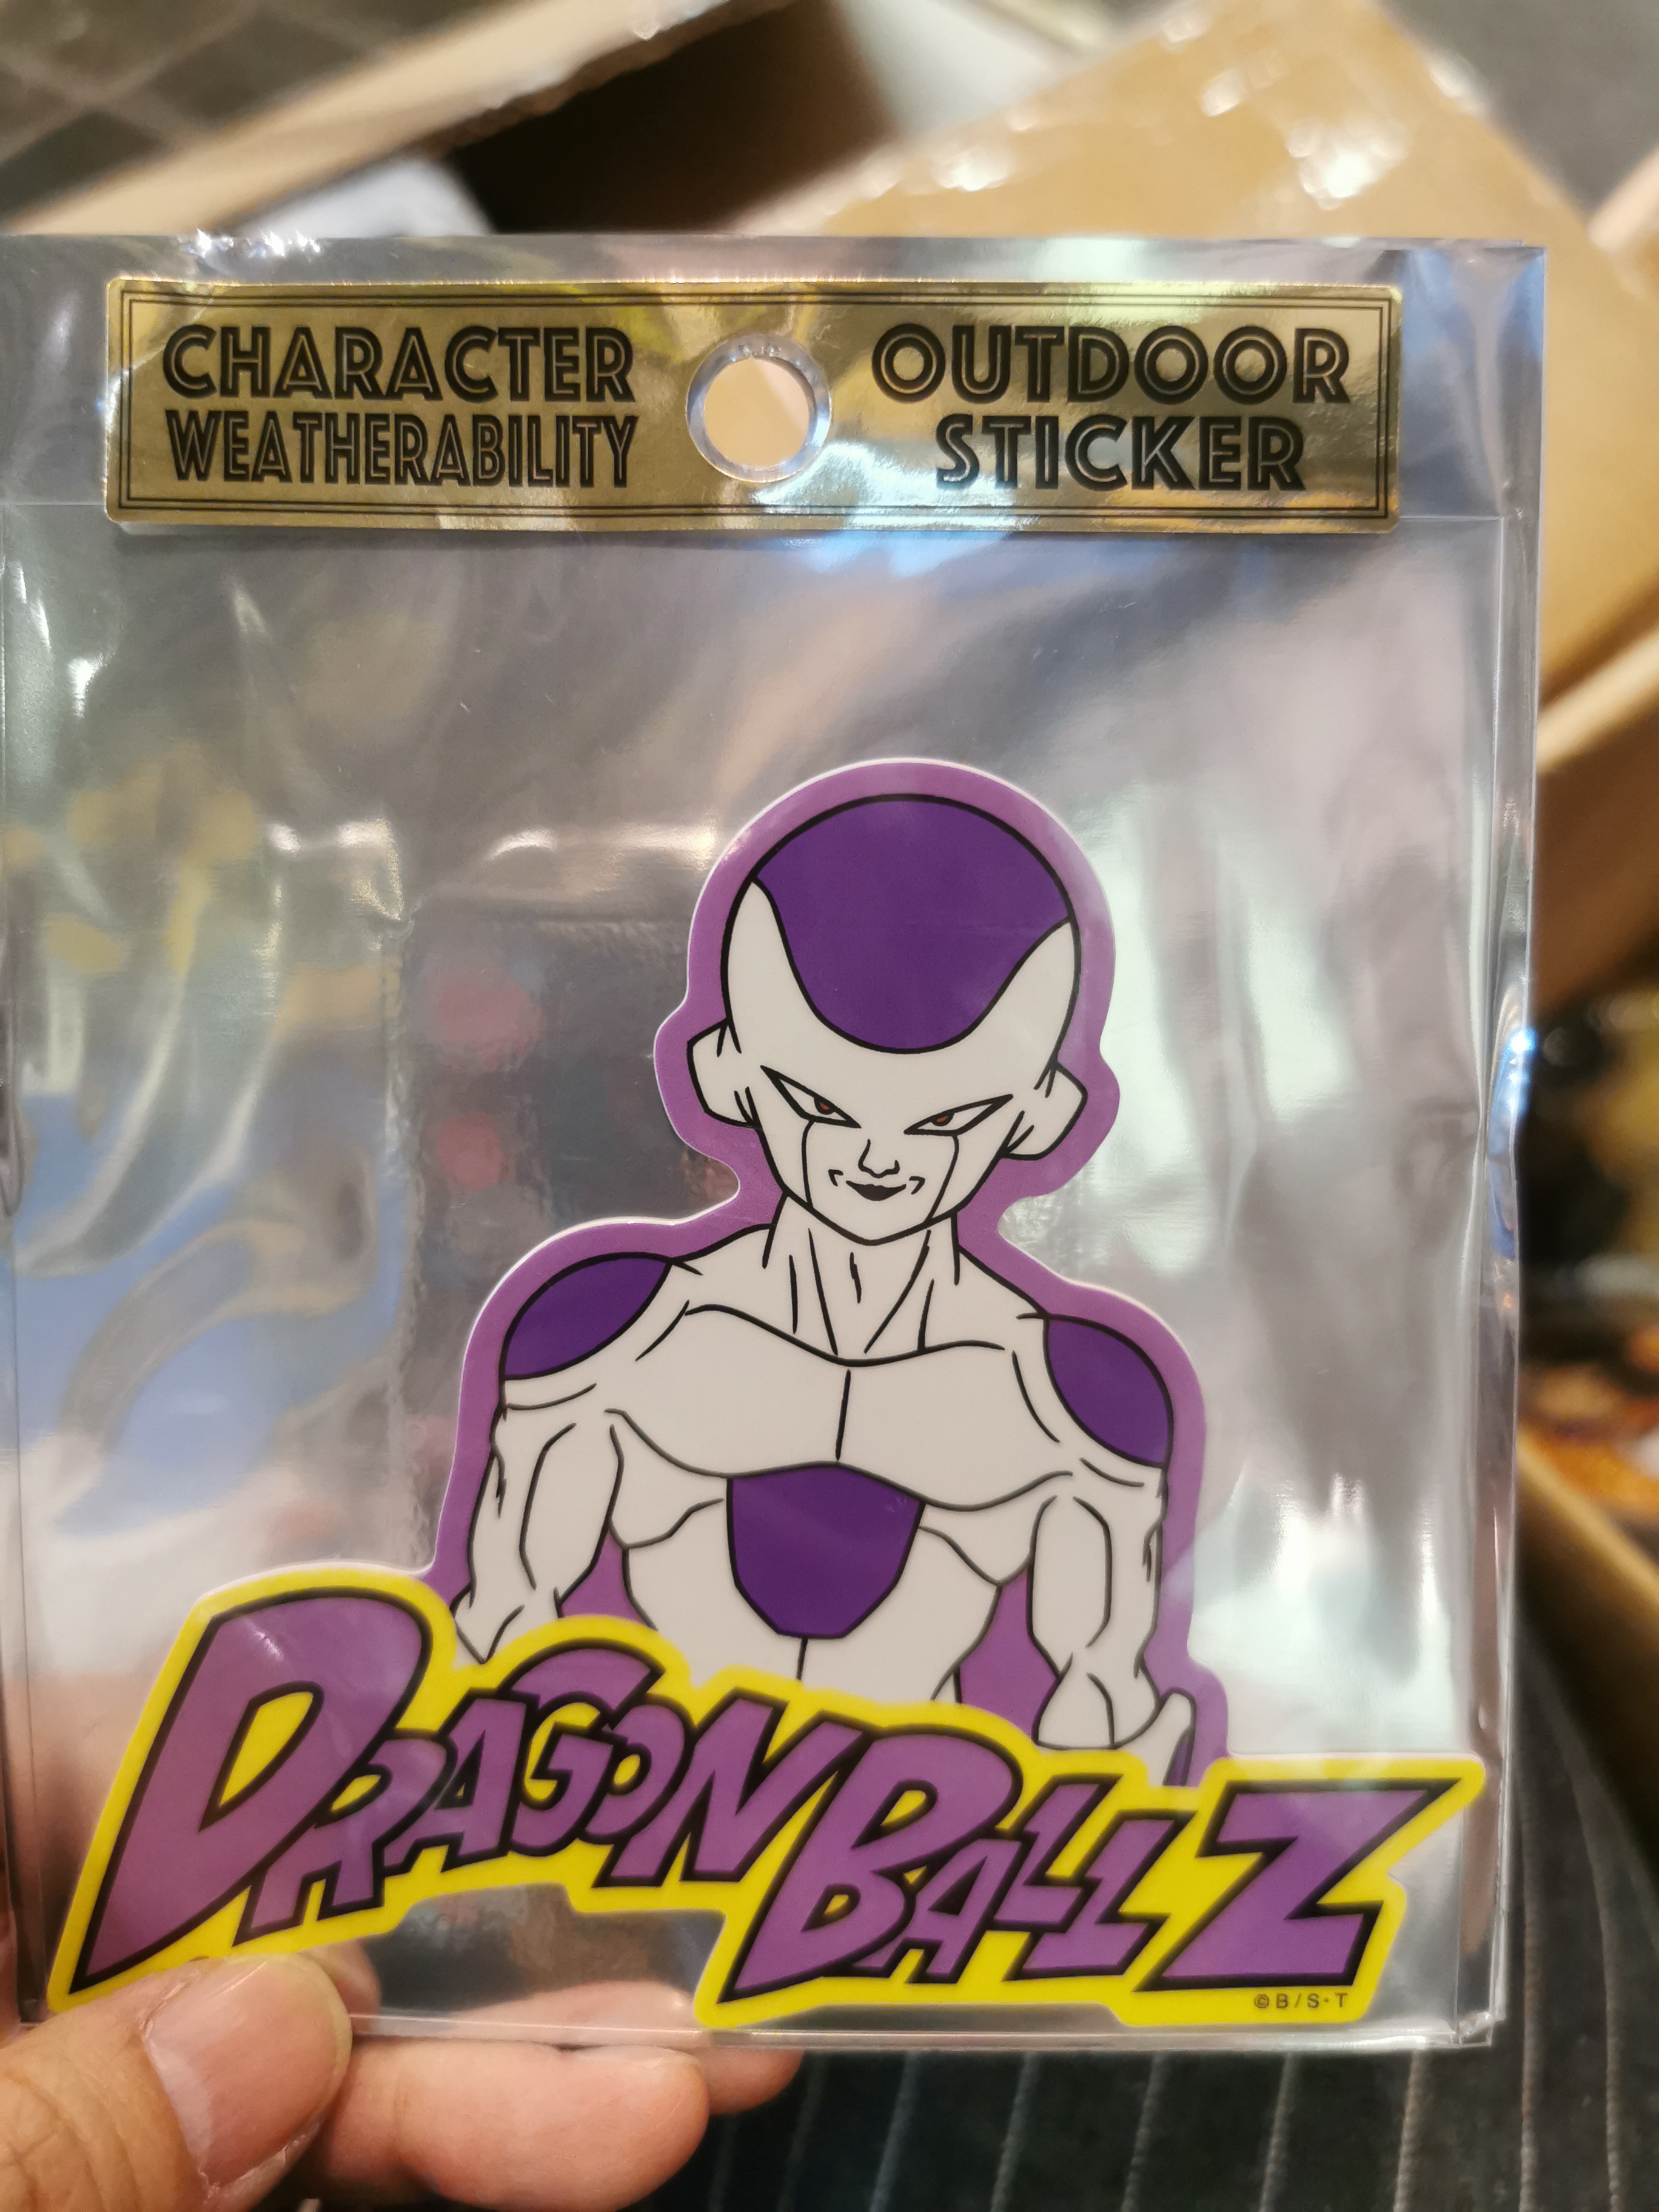 CHARACTER
WEATHERABILITY
OUTDOOR
STICKER
DRAGON BALL Z
©B/S・T